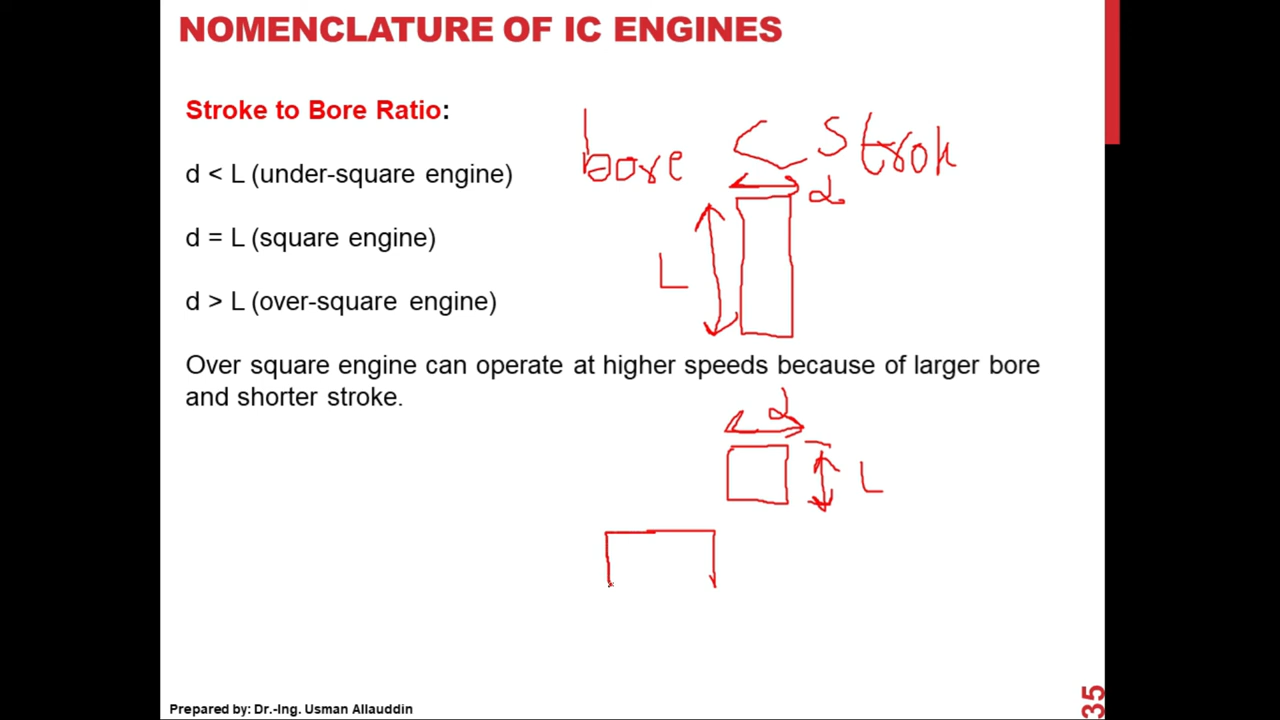 NOMENCLATURE OF IC ENGINES
Stroke to Bore Ratio:
bore < Strok
d < L (under-square engine)
d
L
d = L (square engine)
d > L (over-square engine)
Over square engine can operate at higher speeds because of larger bore
and shorter stroke.
d
L
Prepared by: Dr.-Ing. Usman Allauddin
35